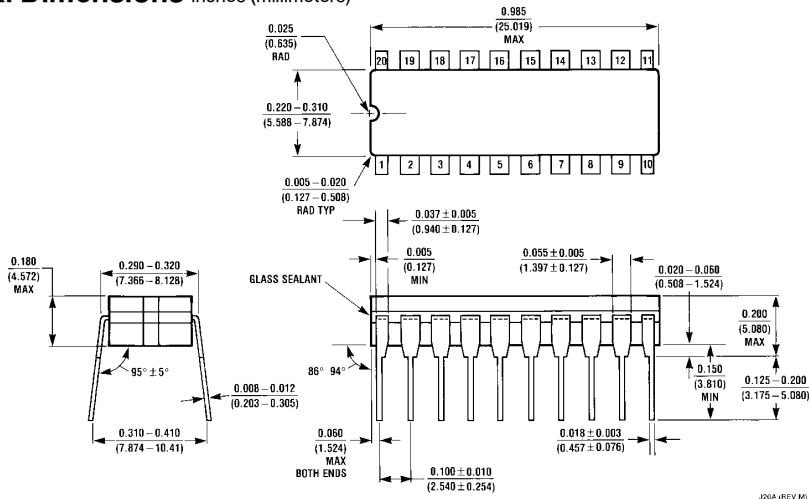 Dimensions inches (millimeters)
0.985
(25.019)
MAX
0.025
(0.635)
RAD
20 19 18 17 16 15 14 13 12 11
0.220 – 0.310
(5.588 – 7.874)
1 2 3 4 5 6 7 8 9 10
0.005 – 0.020
(0.127 – 0.508)
RAD TYP
0.037 ± 0.005
(0.940 ± 0.127)
0.180
(4.572)
MAX
0.290 – 0.320
(7.366 – 8.128)
GLASS SEALANT
0.005
(0.127)
MIN
0.055 ± 0.005
(1.397 ± 0.127)
0.020 – 0.060
(0.508 – 1.524)
0.200
(5.080)
MAX
95° ± 5°
86° 94°
0.150
(3.810)
MIN
0.125 – 0.200
(3.175 – 5.080)
0.008 – 0.012
(0.203 – 0.305)
0.310 – 0.410
(7.874 – 10.41)
0.060
(1.524)
MAX
BOTH ENDS
0.100 ± 0.010
(2.540 ± 0.254)
0.018 ± 0.003
(0.457 ± 0.076)
J20A (REV M)